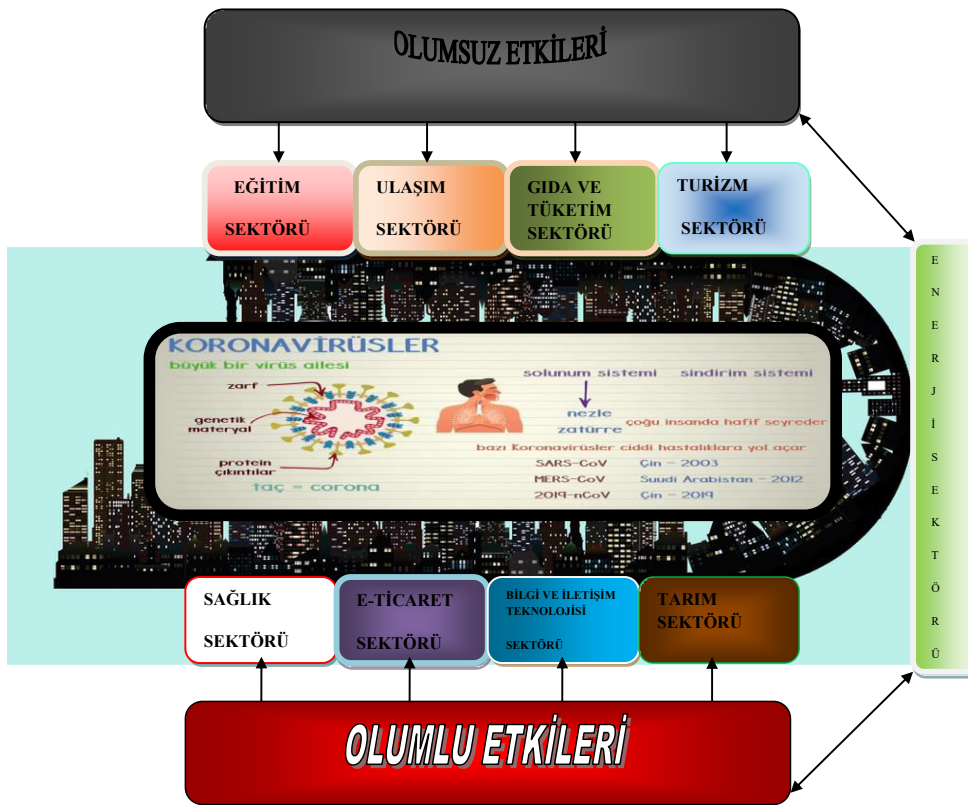 OLUMSUZ ETKİLERİ
EĞİTİM
SEKTÖRÜ
ULAŞIM
SEKTÖRÜ
GIDA VE
TÜKETİM
SEKTÖRÜ
TURİZM
SEKTÖRÜ
E
N
E
R
J
İ
S
E
K
T
Ö
R
Ü
KORONAVİRÜSLER
büyük bir virüs ailesi
zarf
genetik
materyal
protein
çıkıntılar
taç = corona
solunum sistemi sindirim sistemi
nezle
zatürre çoğu insanda hafif seyreder
bazı Koronavirüsler ciddi hastalıklara yol açar
SARS-CoV Çin - 2003
MERS-CoV Suudi Arabistan - 2012
2019-nCoV Çin - 2019
SAĞLIK
SEKTÖRÜ
E-TİCARET
SEKTÖRÜ
BİLGİ VE İLETİŞİM
TEKNOLOJİSİ
SEKTÖRÜ
TARIM
SEKTÖRÜ
OLUMLU ETKİLERİ